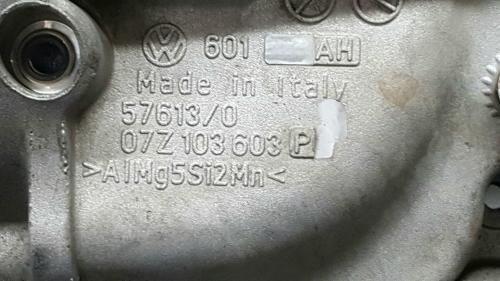 601 AH
Made in Italy
57613/0
07Z 103 603 P
>AlMg5Si2Mn<